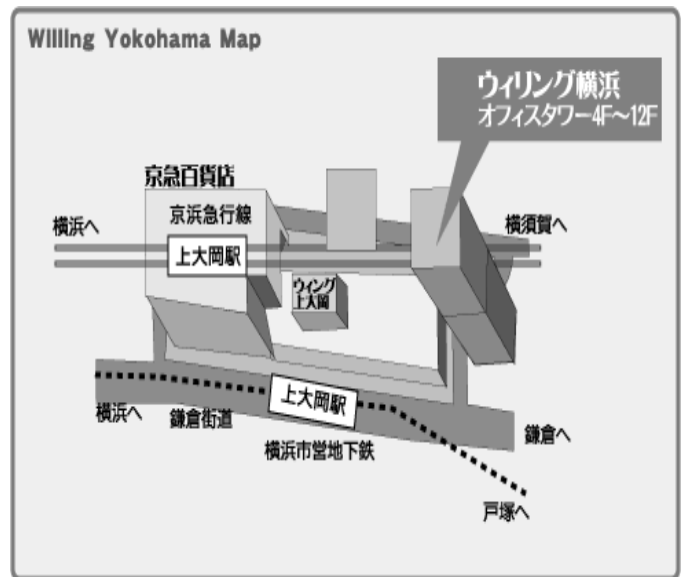 Willing Yokohama Map
ウィリング横浜
オフィスタワー4F～12F
京急百貨店
京浜急行線
横浜へ
横須賀へ
上大岡駅
ウィング
上大岡
上大岡駅
横浜へ
鎌倉街道
鎌倉へ
横浜市営地下鉄
戸塚へ